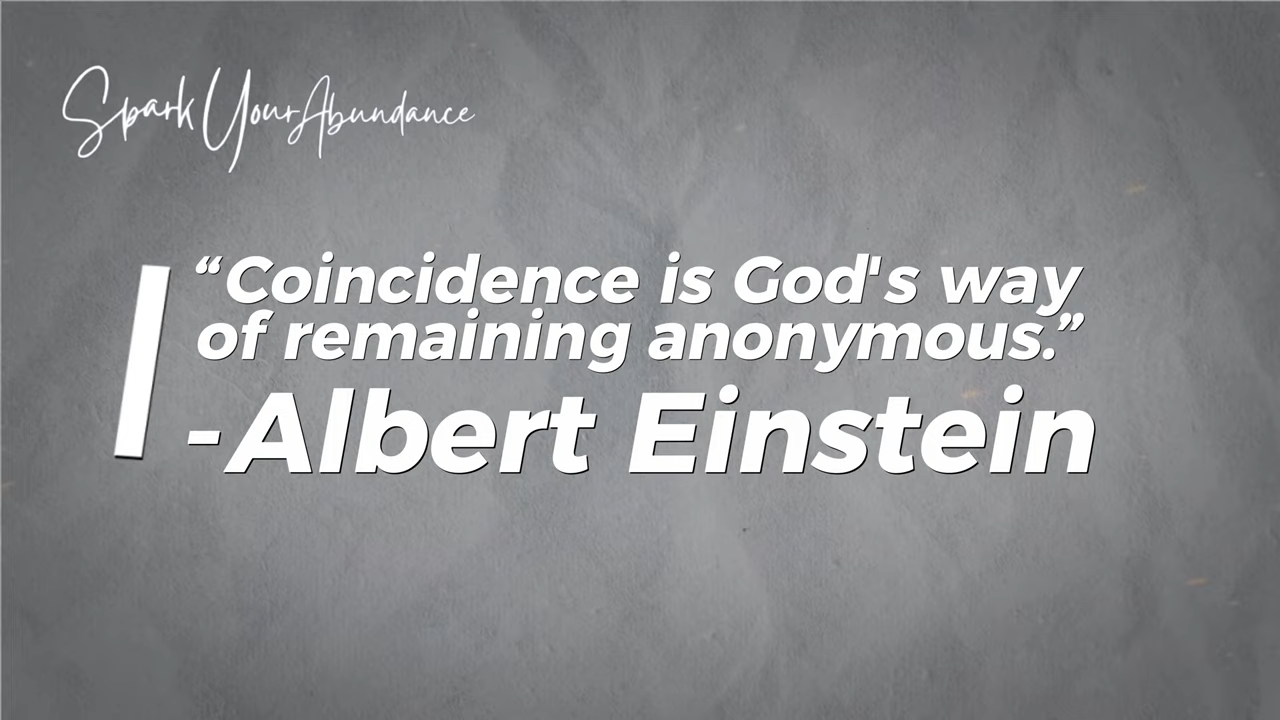 Spark Your Abundance
“Coincidence is God's way
of remaining anonymous.”
-Albert Einstein